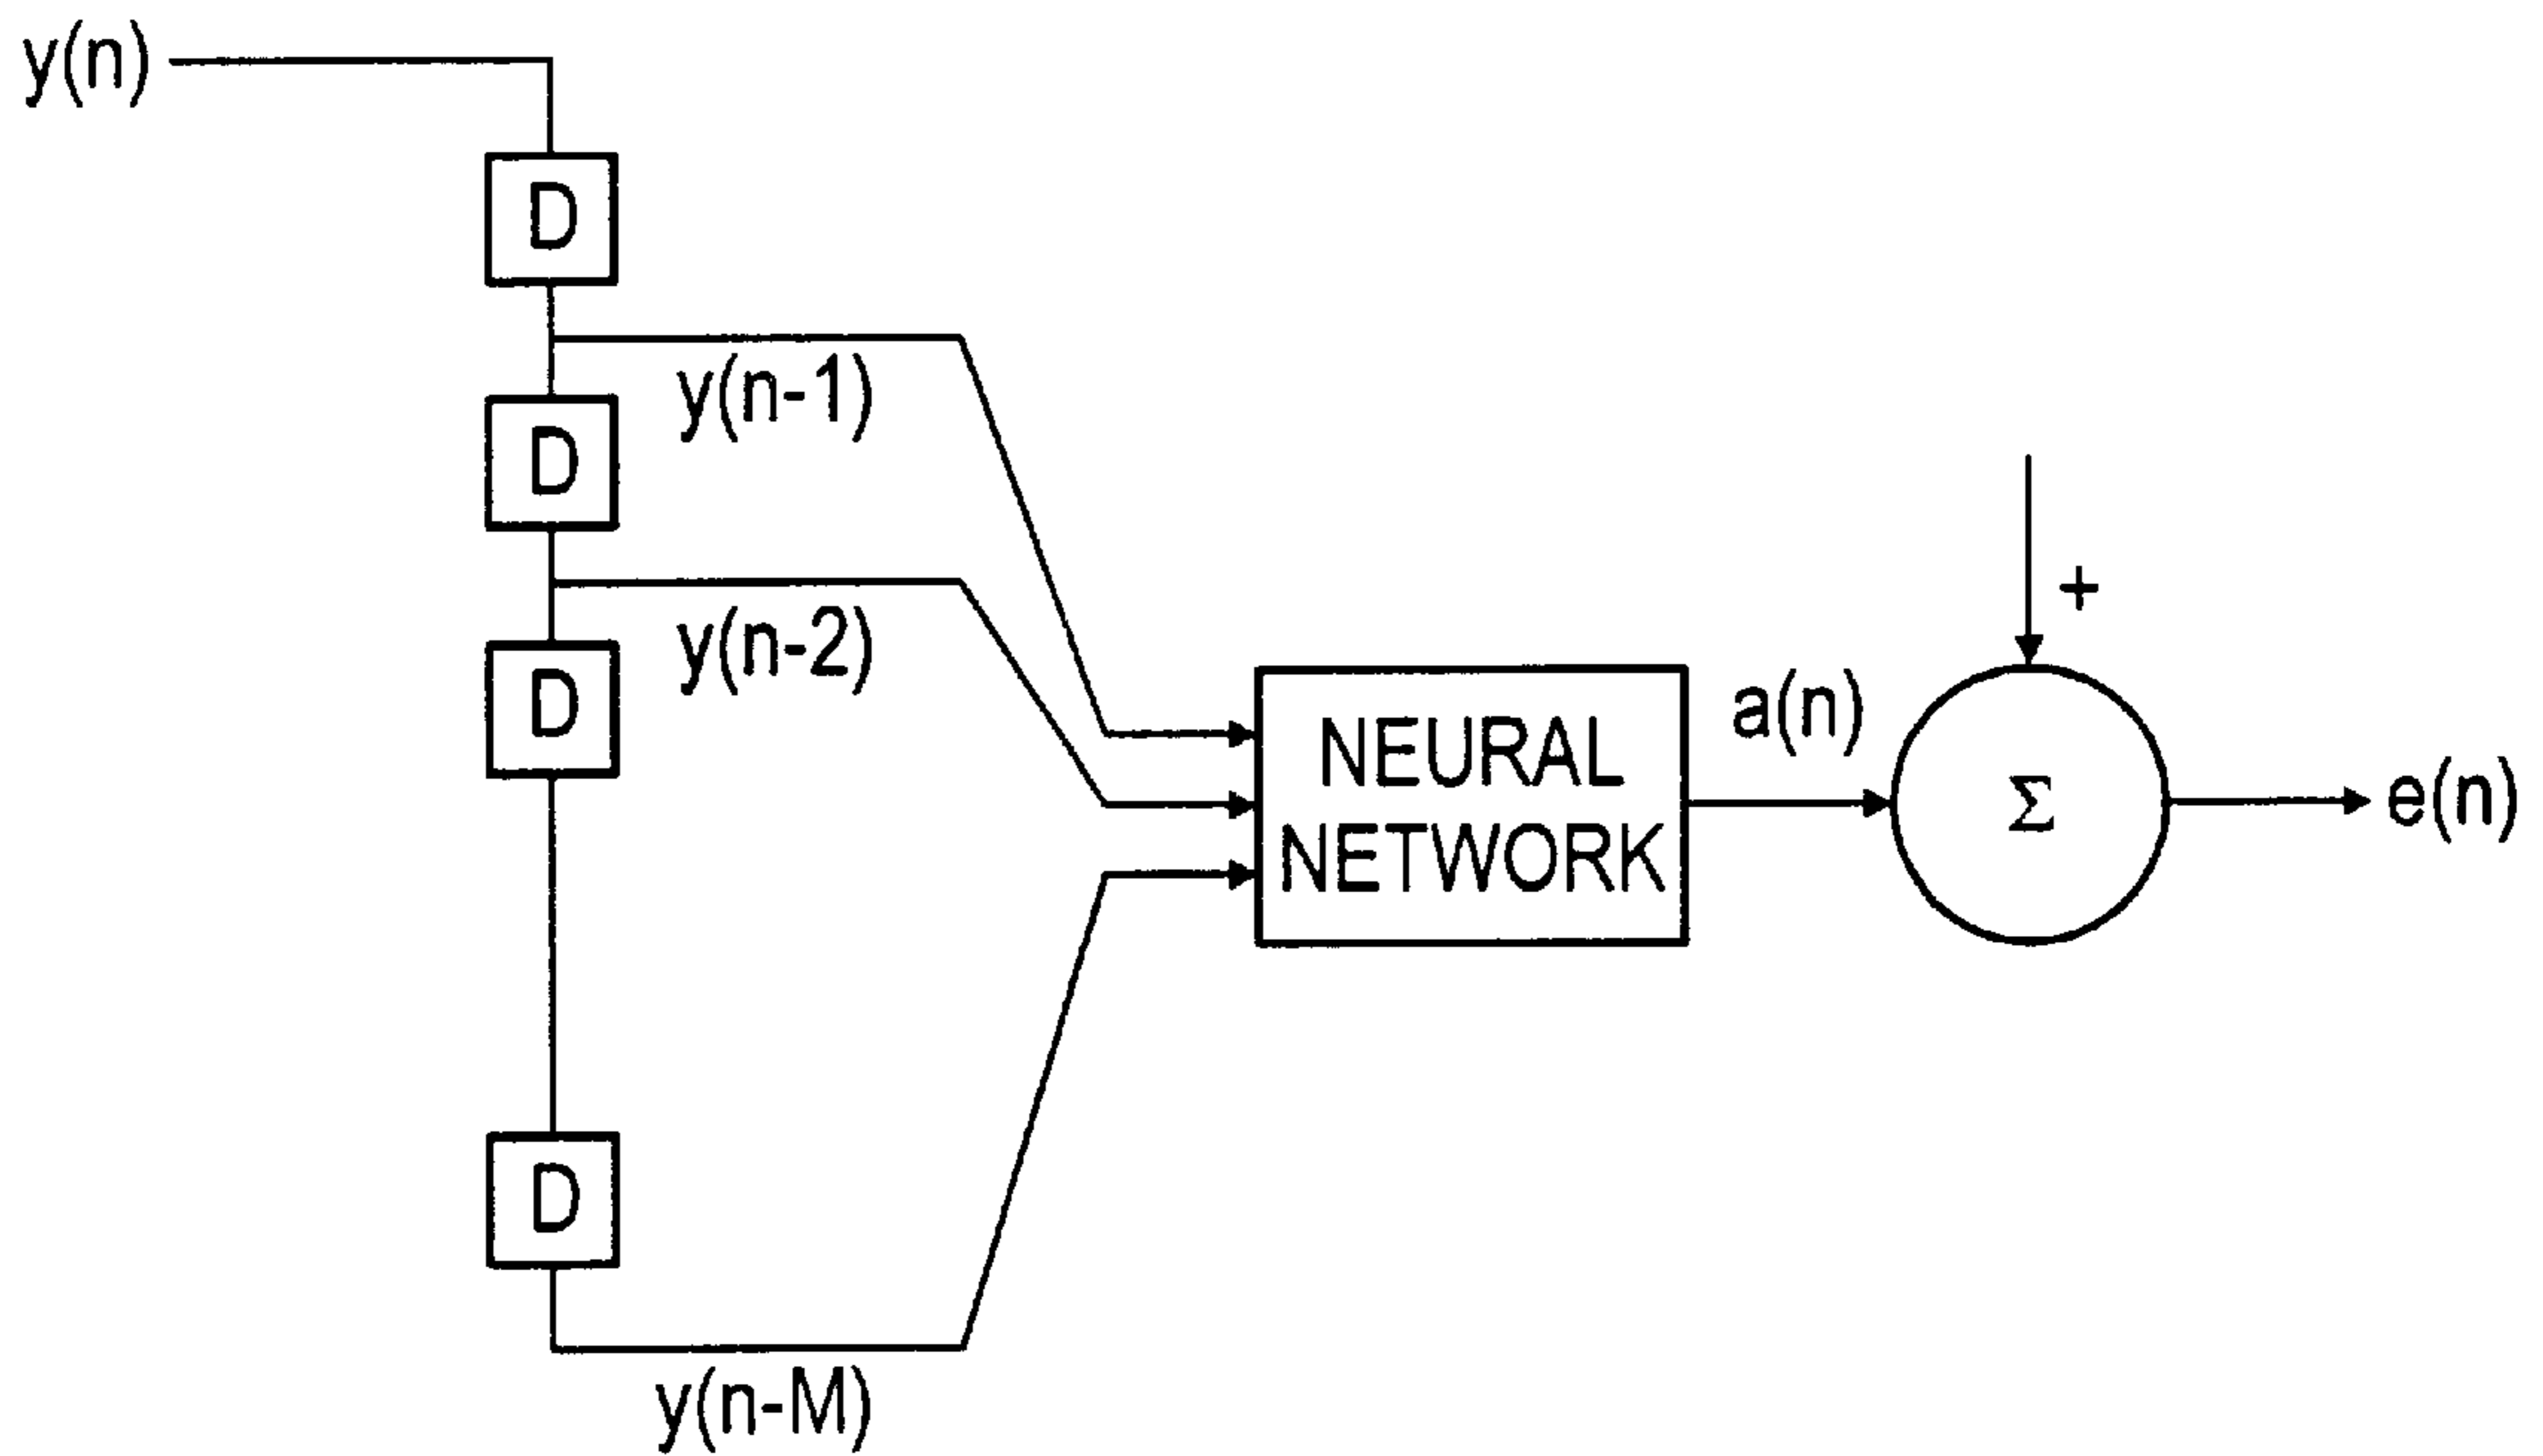 y(n)
D
y(n-1)
D
y(n-2)
D
D
y(n-M)
NEURAL
NETWORK
a(n)
+
Σ
e(n)